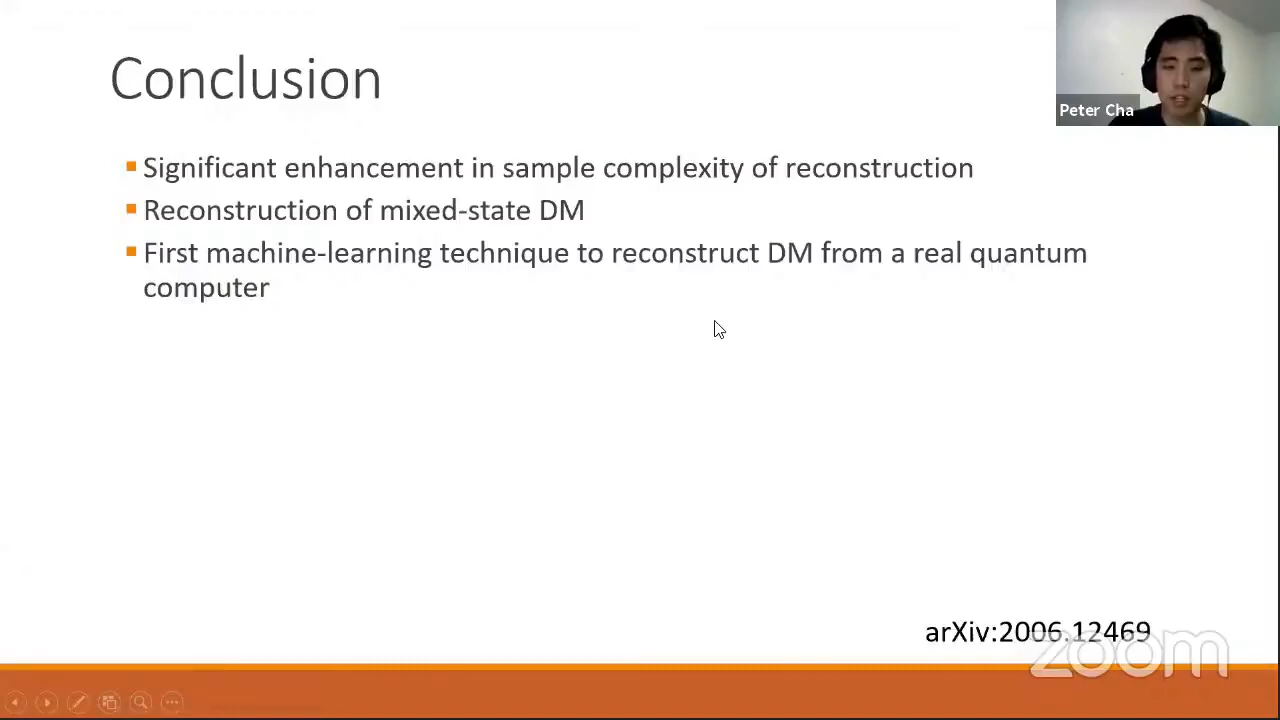 Conclusion
Peter Cha
▪ Significant enhancement in sample complexity of reconstruction
▪ Reconstruction of mixed-state DM
▪ First machine-learning technique to reconstruct DM from a real quantum
computer
arXiv:2006.12469
zoom